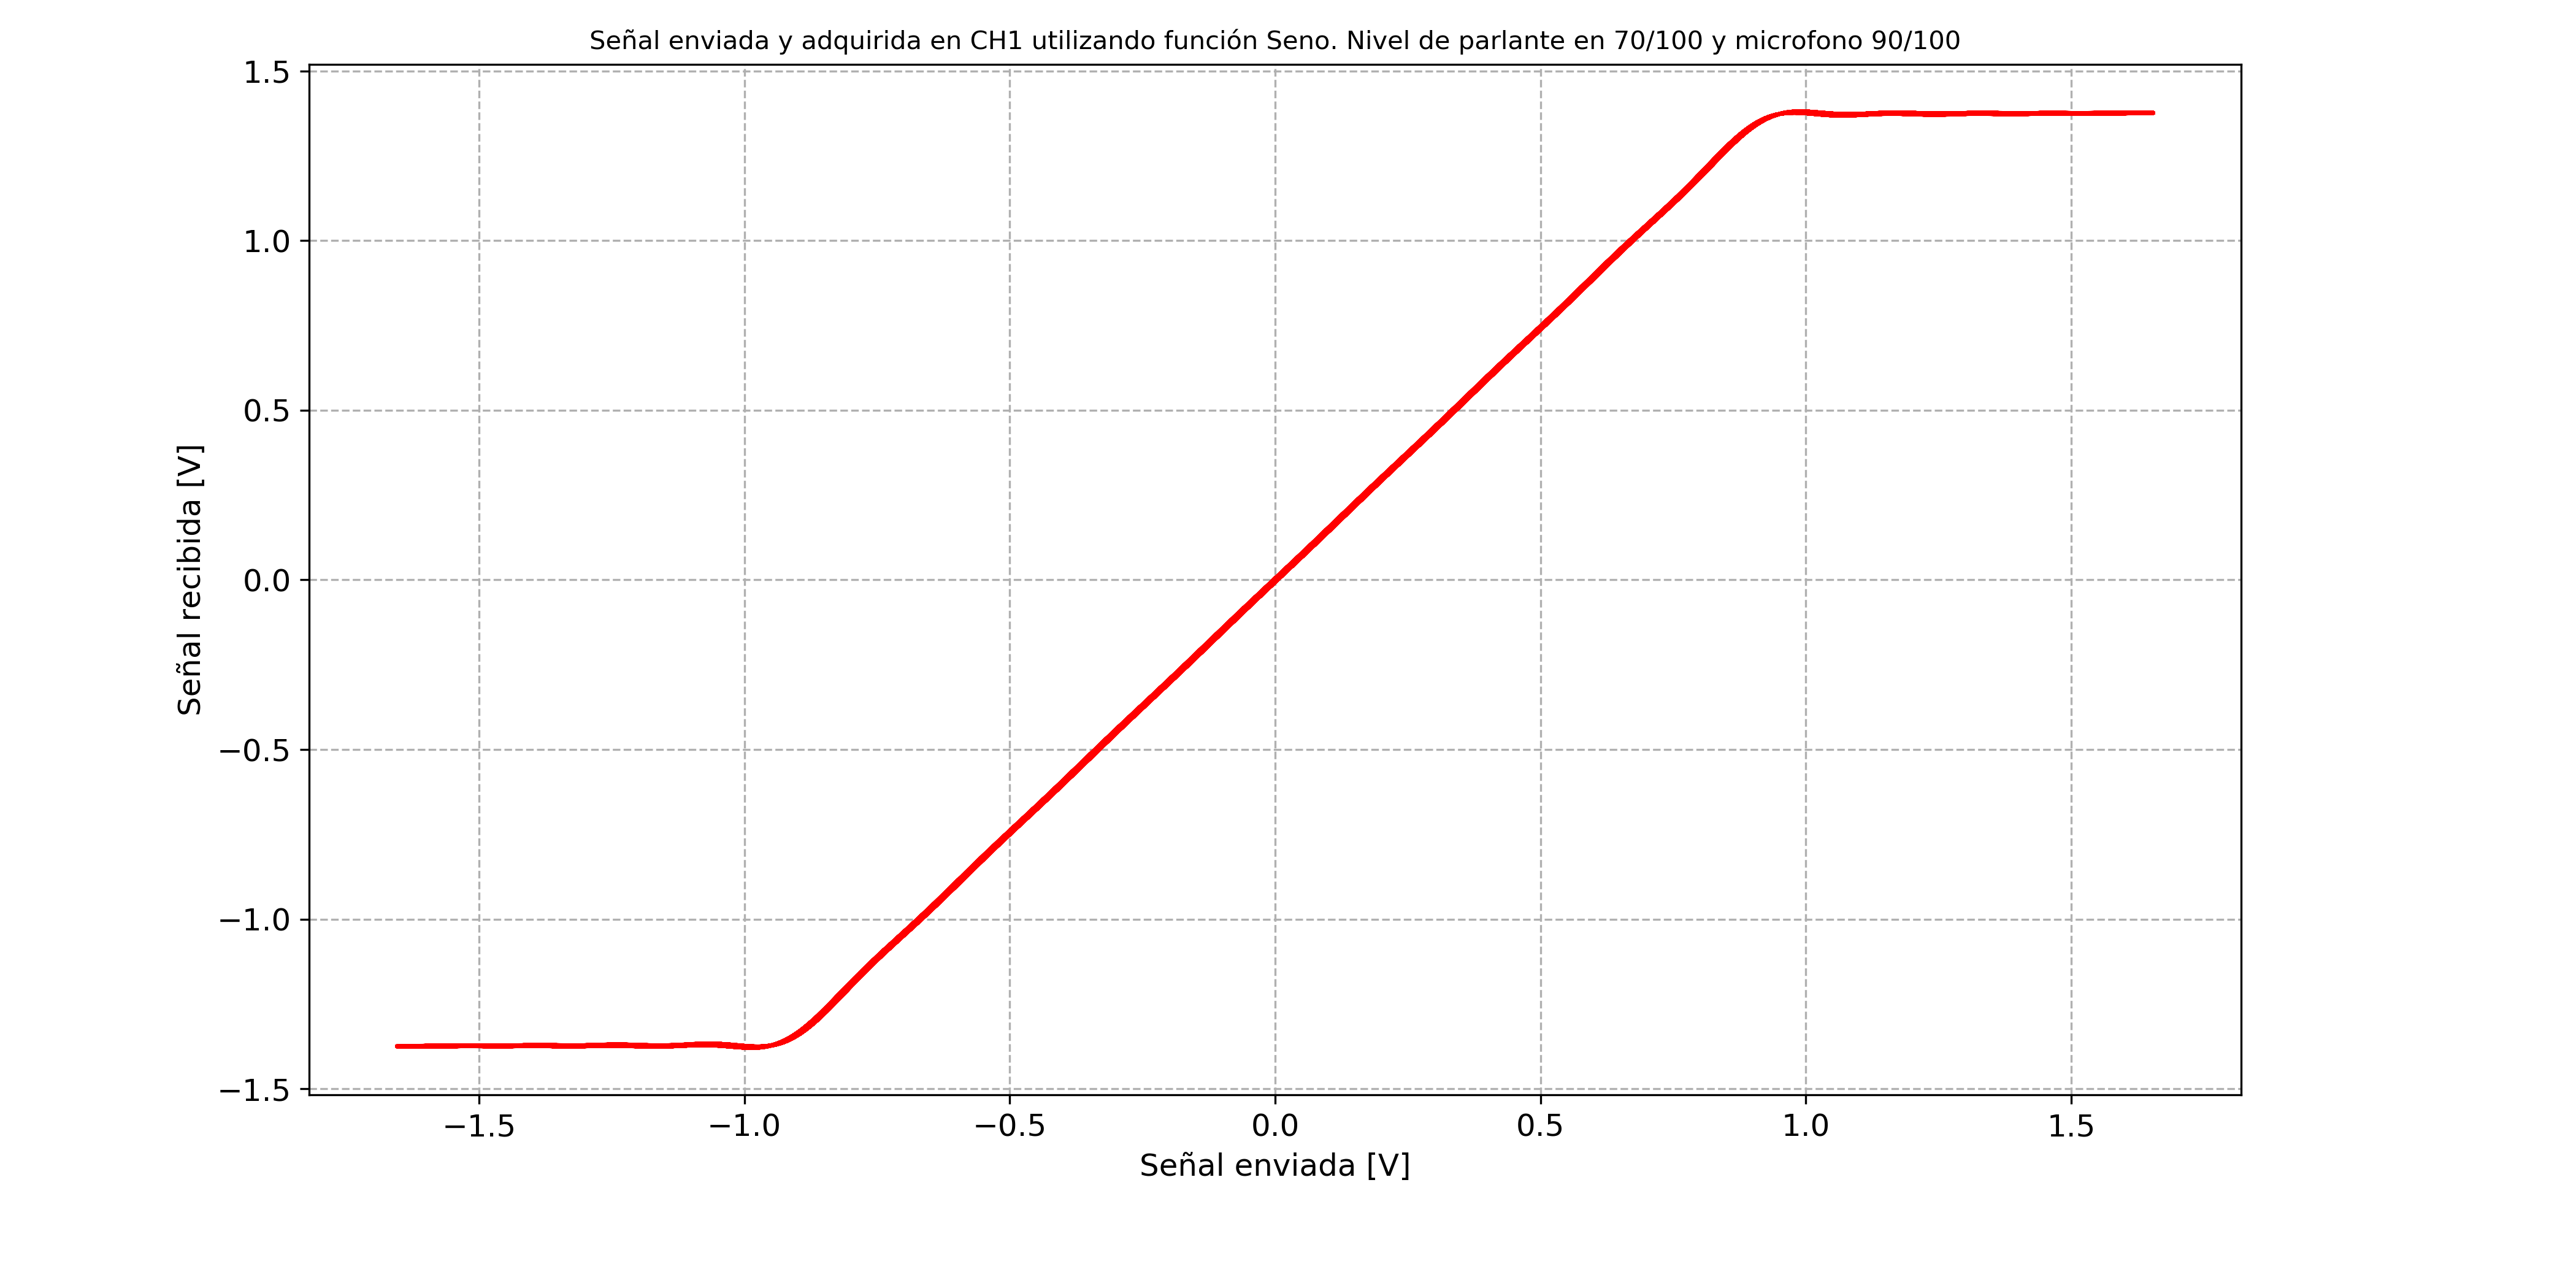 Señal enviada y adquirida en CH1 utilizando función Seno. Nivel de parlante en 70/100 y microfono 90/100
1.5
1.0
0.5
0.0
−0.5
−1.0
−1.5
Señal recibida [V]
−1.5 −1.0 −0.5 0.0 0.5 1.0 1.5
Señal enviada [V]